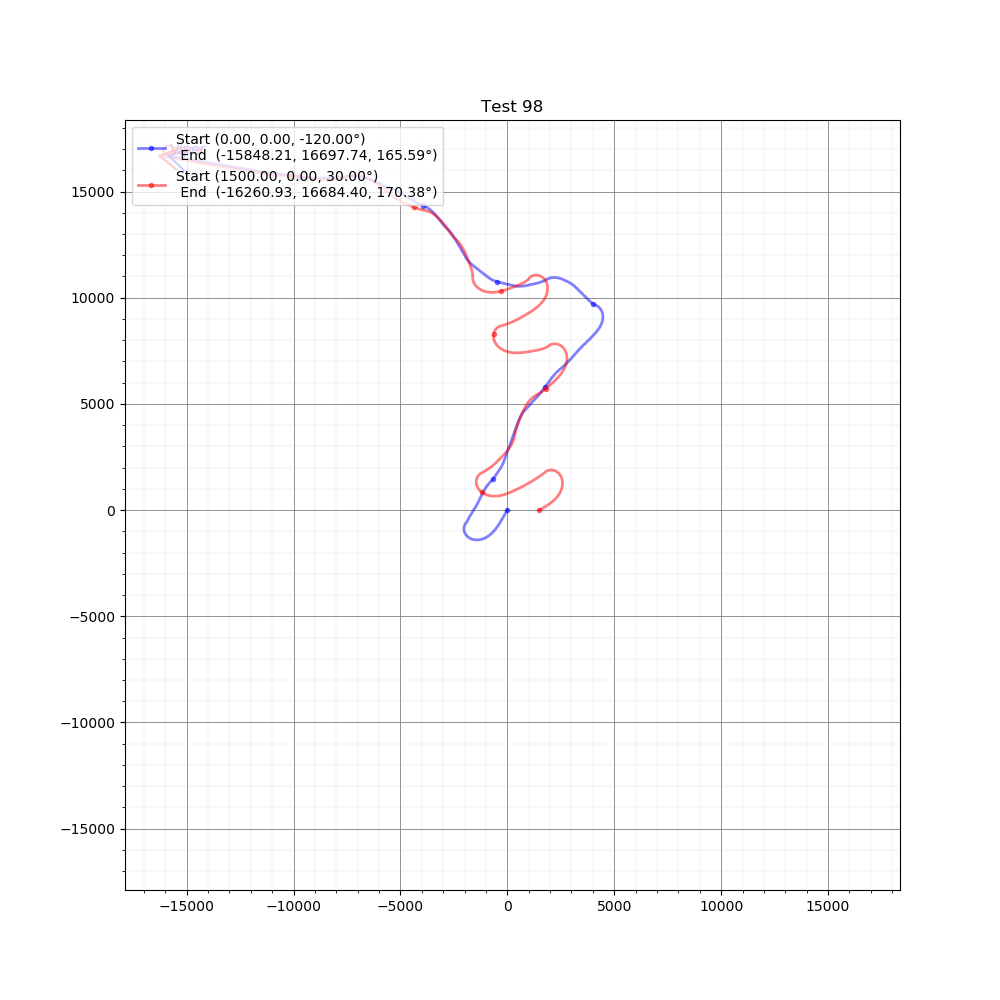 Test 98
Start (0.00, 0.00, -120.00°)
End  (-15848.21, 16697.74, 165.59°)
Start (1500.00, 0.00, 30.00°)
End  (-16260.93, 16684.40, 170.38°)
15000
10000
5000
0
−5000
−10000
−15000
−15000 −10000 −5000 0 5000 10000 15000